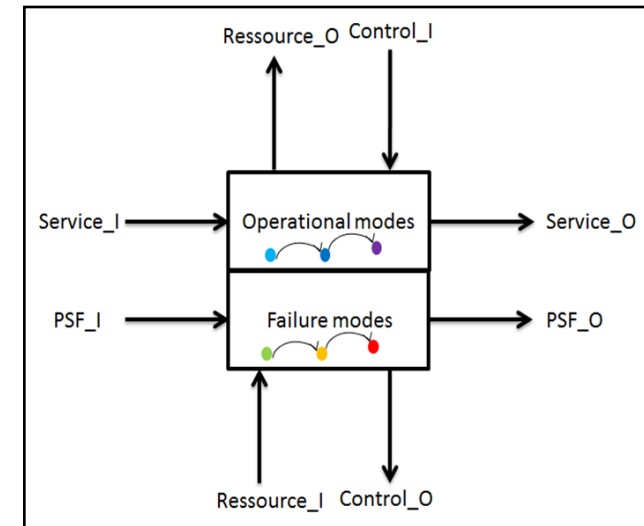 Ressource_O Control_I
Service_I Operational modes Service_O
PSF_I Failure modes PSF_O
Ressource_I Control_O